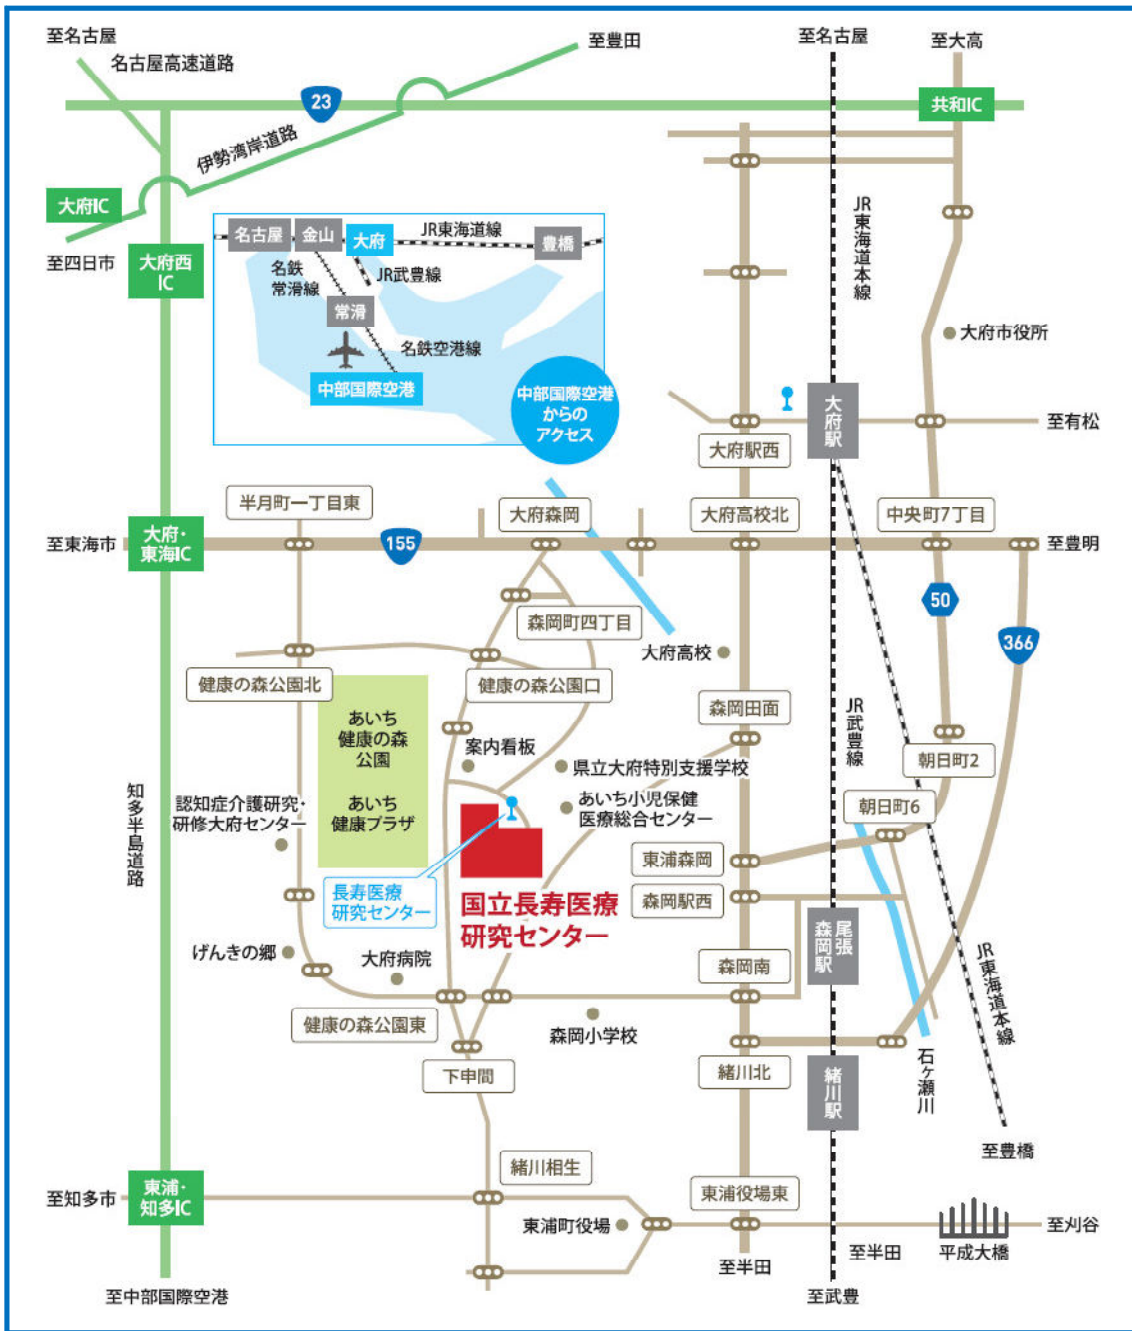 至名古屋
名古屋高速道路
至豊田
至名古屋
至大高
23
共和IC
伊勢湾岸道路
大府IC
至四日市
大府西
IC
名古屋
金山
大府
JR東海道線
豊橋
名鉄
常滑線
JR武豊線
常滑
名鉄空港線
中部国際空港
中部国際空港
からの
アクセス
JR東海道本線
大府市役所
大府駅
至有松
大府駅西
半月町一丁目東
大府森岡
大府高校北
中央町7丁目
至東海市
大府・
東海IC
155
至豊明
50
366
森岡町四丁目
大府高校
健康の森公園北
健康の森公園口
森岡田面
JR武豊線
あいち
健康の森
公園
案内看板
県立大府特別支援学校
朝日町2
知多半島道路
認知症介護研究・
研修大府センター
あいち
健康プラザ
あいち小児保健
医療総合センター
朝日町6
東浦森岡
長寿医療
研究センター
森岡駅西
国立長寿医療
研究センター
げんきの郷
大府病院
森岡南
尾張
森岡駅
JR東海道本線
健康の森公園東
森岡小学校
下申間
緒川北
緒川駅
石ヶ瀬川
至豊橋
緒川相生
至知多市
東浦・
知多IC
東浦町役場
東浦役場東
至刈谷
至半田
至半田
平成大橋
至中部国際空港
至武豊